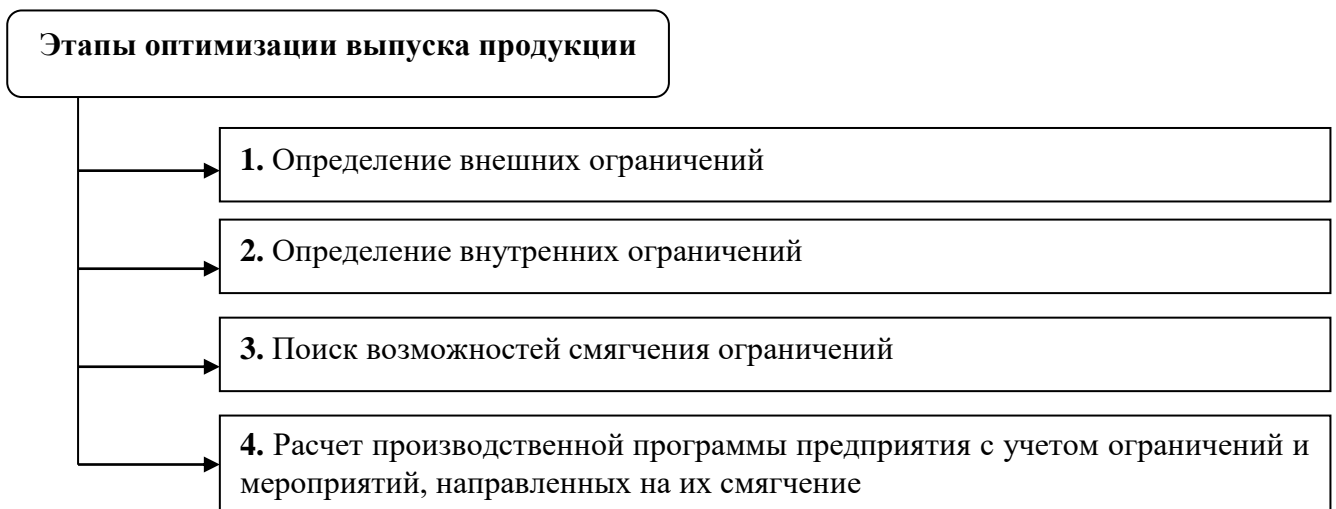 Этапы оптимизации выпуска продукции
1. Определение внешних ограничений
2. Определение внутренних ограничений
3. Поиск возможностей смягчения ограничений
4. Расчет производственной программы предприятия с учетом ограничений и
мероприятий, направленных на их смягчение